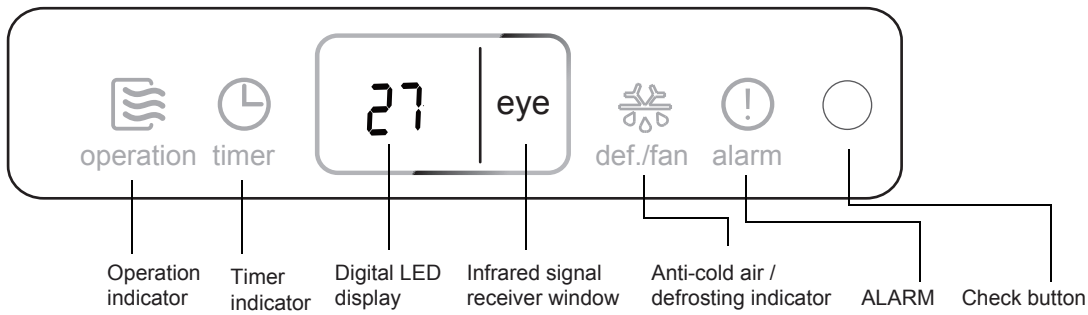 27
eye
operation timer
def./fan alarm
Operation
indicator
Timer
indicator
Digital LED
display
Infrared signal
receiver window
Anti-cold air /
defrosting indicator
ALARM
Check button